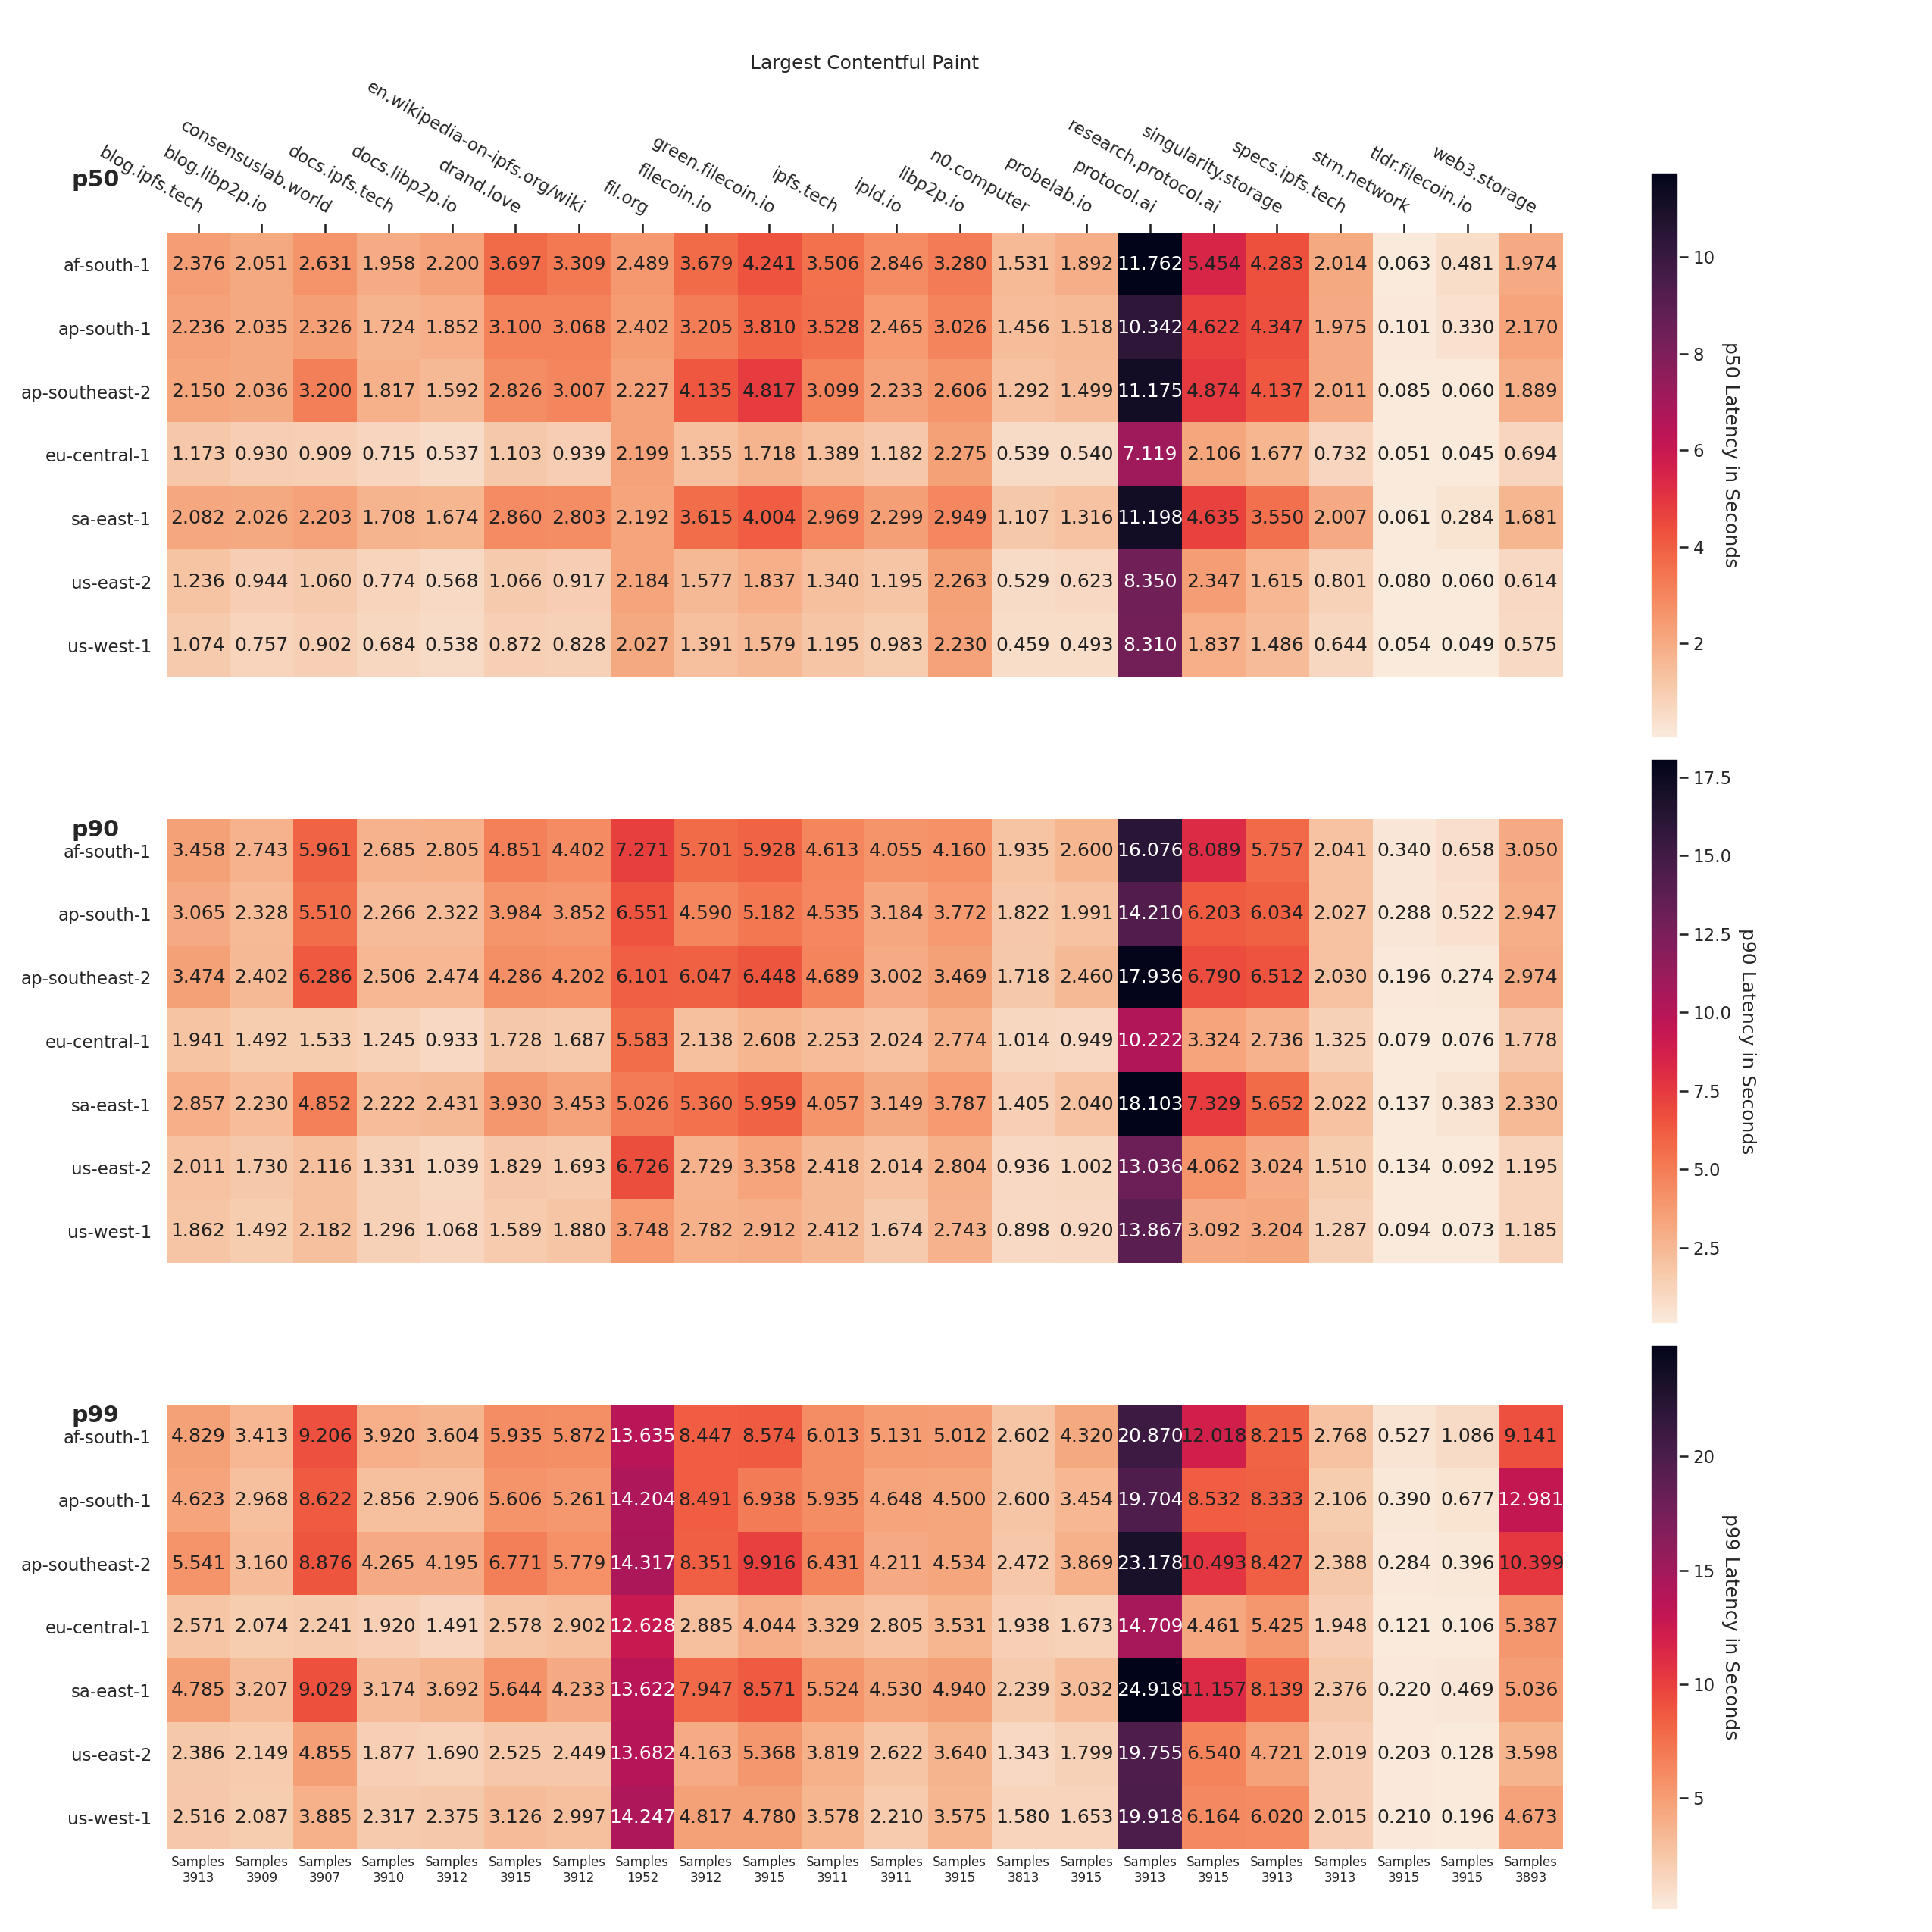 Largest Contentful Paint
p50
blog.ipfs.tech
blog.libp2p.io
consensuslab.world
docs.ipfs.tech
docs.libp2p.io
drand.love
en.wikipedia-on-ipfs.org/wiki
fil.org
filecoin.io
green.filecoin.io
ipfs.tech
ipld.io
libp2p.io
n0.computer
probelab.io
protocol.ai
research.protocol.ai
singularity.storage
specs.ipfs.tech
strn.network
tldr.filecoin.io
web3.storage
af-south-1 2.376 2.051 2.631 1.958 2.200 3.697 3.309 2.489 3.679 4.241 3.506 2.846 3.280 1.531 1.892 11.762 5.454 4.283 2.014 0.063 0.481 1.974
ap-south-1 2.236 2.035 2.326 1.724 1.852 3.100 3.068 2.402 3.205 3.810 3.528 2.465 3.026 1.456 1.518 10.342 4.622 4.347 1.975 0.101 0.330 2.170
ap-southeast-2 2.150 2.036 3.200 1.817 1.592 2.826 3.007 2.227 4.135 4.817 3.099 2.233 2.606 1.292 1.499 11.175 4.874 4.137 2.011 0.085 0.060 1.889
eu-central-1 1.173 0.930 0.909 0.715 0.537 1.103 0.939 2.199 1.355 1.718 1.389 1.182 2.275 0.539 0.540 7.119 2.106 1.677 0.732 0.051 0.045 0.694
sa-east-1 2.082 2.026 2.203 1.708 1.674 2.860 2.803 2.192 3.615 4.004 2.969 2.299 2.949 1.107 1.316 11.198 4.635 3.550 2.007 0.061 0.284 1.681
us-east-2 1.236 0.944 1.060 0.774 0.568 1.066 0.917 2.184 1.577 1.837 1.340 1.195 2.263 0.529 0.623 8.350 2.347 1.615 0.801 0.080 0.060 0.614
us-west-1 1.074 0.757 0.902 0.684 0.538 0.872 0.828 2.027 1.391 1.579 1.195 0.983 2.230 0.459 0.493 8.310 1.837 1.486 0.644 0.054 0.049 0.575
10
8
6
4
2
p50 Latency in Seconds
p90
af-south-1 3.458 2.743 5.961 2.685 2.805 4.851 4.402 7.271 5.701 5.928 4.613 4.055 4.160 1.935 2.600 16.076 8.089 5.757 2.041 0.340 0.658 3.050
ap-south-1 3.065 2.328 5.510 2.266 2.322 3.984 3.852 6.551 4.590 5.182 4.535 3.184 3.772 1.822 1.991 14.210 6.203 6.034 2.027 0.288 0.522 2.947
ap-southeast-2 3.474 2.402 6.286 2.506 2.474 4.286 4.202 6.101 6.047 6.448 4.689 3.002 3.469 1.718 2.460 17.936 6.790 6.512 2.030 0.196 0.274 2.974
eu-central-1 1.941 1.492 1.533 1.245 0.933 1.728 1.687 5.583 2.138 2.608 2.253 2.024 2.774 1.014 0.949 10.222 3.324 2.736 1.325 0.079 0.076 1.778
sa-east-1 2.857 2.230 4.852 2.222 2.431 3.930 3.453 5.026 5.360 5.959 4.057 3.149 3.787 1.405 2.040 18.103 7.329 5.652 2.022 0.137 0.383 2.330
us-east-2 2.011 1.730 2.116 1.331 1.039 1.829 1.693 6.726 2.729 3.358 2.418 2.014 2.804 0.936 1.002 13.036 4.062 3.024 1.510 0.134 0.092 1.195
us-west-1 1.862 1.492 2.182 1.296 1.068 1.589 1.880 3.748 2.782 2.912 2.412 1.674 2.743 0.898 0.920 13.867 3.092 3.204 1.287 0.094 0.073 1.185
17.5
15.0
12.5
10.0
7.5
5.0
2.5
p90 Latency in Seconds
p99
af-south-1 4.829 3.413 9.206 3.920 3.604 5.935 5.872 13.635 8.447 8.574 6.013 5.131 5.012 2.602 4.320 20.870 12.018 8.215 2.768 0.527 1.086 9.141
ap-south-1 4.623 2.968 8.622 2.856 2.906 5.606 5.261 14.204 8.491 6.938 5.935 4.648 4.500 2.600 3.454 19.704 8.532 8.333 2.106 0.390 0.677 12.981
ap-southeast-2 5.541 3.160 8.876 4.265 4.195 6.771 5.779 14.317 8.351 9.916 6.431 4.211 4.534 2.472 3.869 23.178 10.493 8.427 2.388 0.284 0.396 10.399
eu-central-1 2.571 2.074 2.241 1.920 1.491 2.578 2.902 12.628 2.885 4.044 3.329 2.805 3.531 1.938 1.673 14.709 4.461 5.425 1.948 0.121 0.106 5.387
sa-east-1 4.785 3.207 9.029 3.174 3.692 5.644 4.233 13.622 7.947 8.571 5.524 4.530 4.940 2.239 3.032 24.918 11.157 8.139 2.376 0.220 0.469 5.036
us-east-2 2.386 2.149 4.855 1.877 1.690 2.525 2.449 13.682 4.163 5.368 3.819 2.622 3.640 1.343 1.799 19.755 6.540 4.721 2.019 0.203 0.128 3.598
us-west-1 2.516 2.087 3.885 2.317 2.375 3.126 2.997 14.247 4.817 4.780 3.578 2.210 3.575 1.580 1.653 19.918 6.164 6.020 2.015 0.210 0.196 4.673
Samples Samples Samples Samples Samples Samples Samples Samples Samples Samples Samples Samples Samples Samples Samples Samples Samples Samples Samples Samples Samples Samples
3913 3909 3907 3910 3912 3915 3912 1952 3912 3915 3911 3911 3915 3813 3915 3913 3915 3913 3913 3915 3915 3893
20
15
10
5
p99 Latency in Seconds